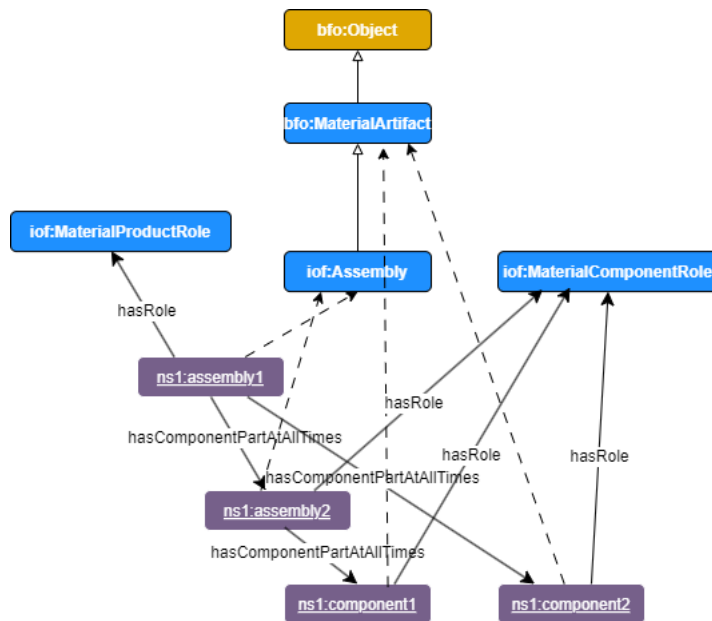 bfo:Object
bfo:MaterialArtifact
iof:MaterialProductRole
iof:Assembly
iof:MaterialComponentRole
hasRole
ns1:assembly1
hasRole
hasComponentPartAtAllTimes
hasRole
hasRole
hasComponentPartAtAllTimes
ns1:assembly2
hasComponentPartAtAllTimes
ns1:component1
ns1:component2